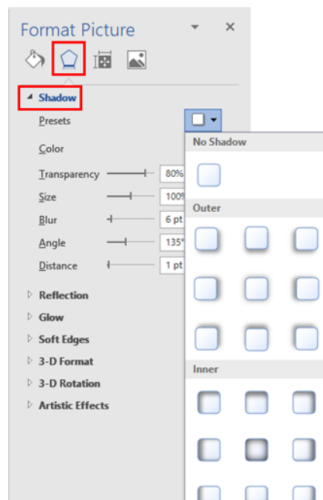 Format Picture
Shadow
Presets
No Shadow
Color
Transparency 80%
Size 100%
Outer
Blur 6 pt
Angle 135°
Distance 1 pt
Reflection
Glow
Soft Edges
3-D Format
Inner
3-D Rotation
Artistic Effects